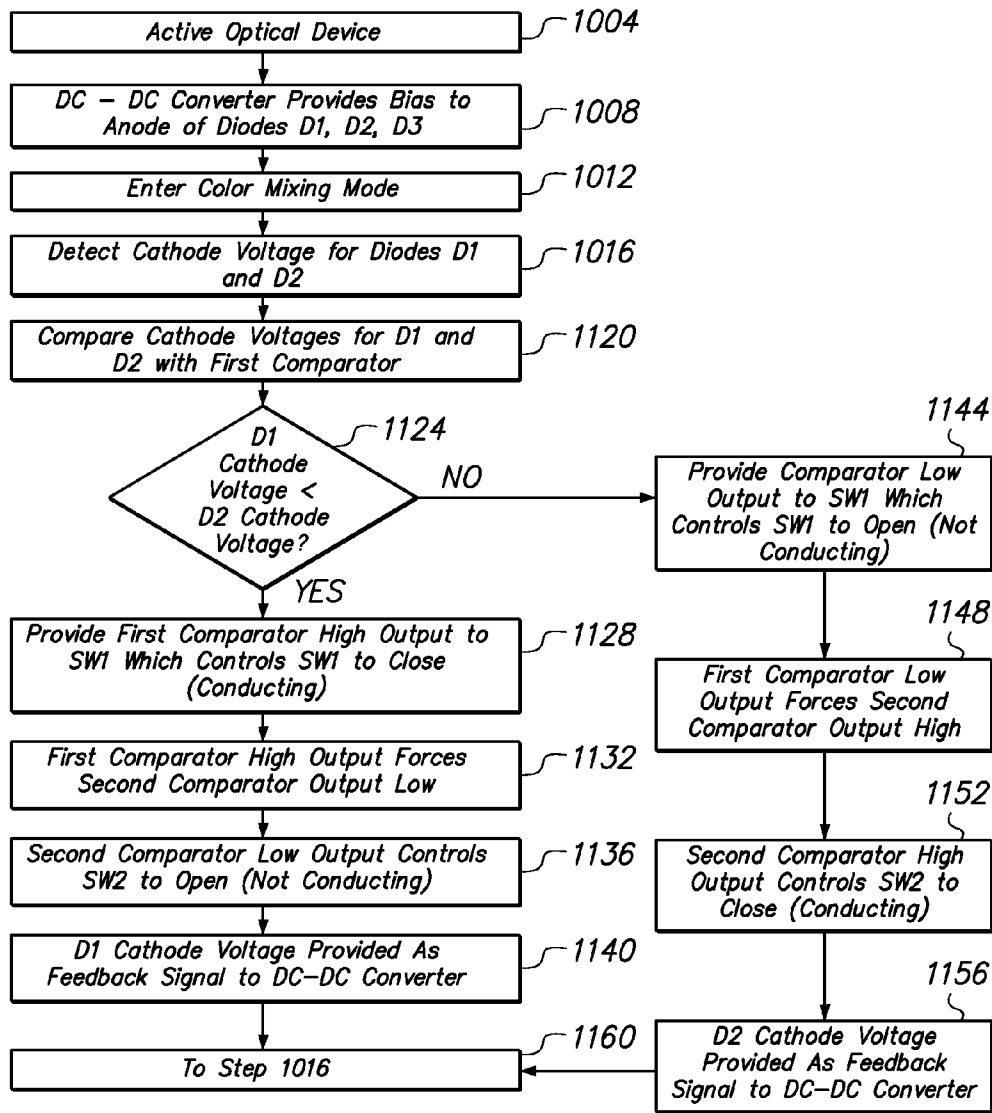 Active Optical Device
1004
DC – DC Converter Provides Bias to
Anode of Diodes D1, D2, D3
1008
Enter Color Mixing Mode
1012
Detect Cathode Voltage for Diodes D1
and D2
1016
Compare Cathode Voltages for D1 and
D2 with First Comparator
1120
D1
Cathode
Voltage <
D2 Cathode
Voltage?
1124
NO
YES
Provide First Comparator High Output to
SW1 Which Controls SW1 to Close
(Conducting)
1128
First Comparator High Output Forces
Second Comparator Output Low
1132
Second Comparator Low Output Controls
SW2 to Open (Not Conducting)
1136
D1 Cathode Voltage Provided As
Feedback Signal to DC–DC Converter
1140
To Step 1016
1160
1144
Provide Comparator Low
Output to SW1 Which
Controls SW1 to Open (Not
Conducting)
1148
First Comparator Low
Output Forces Second
Comparator Output High
1152
Second Comparator High
Output Controls SW2 to
Close (Conducting)
1156
D2 Cathode Voltage
Provided As Feedback
Signal to DC–DC Converter